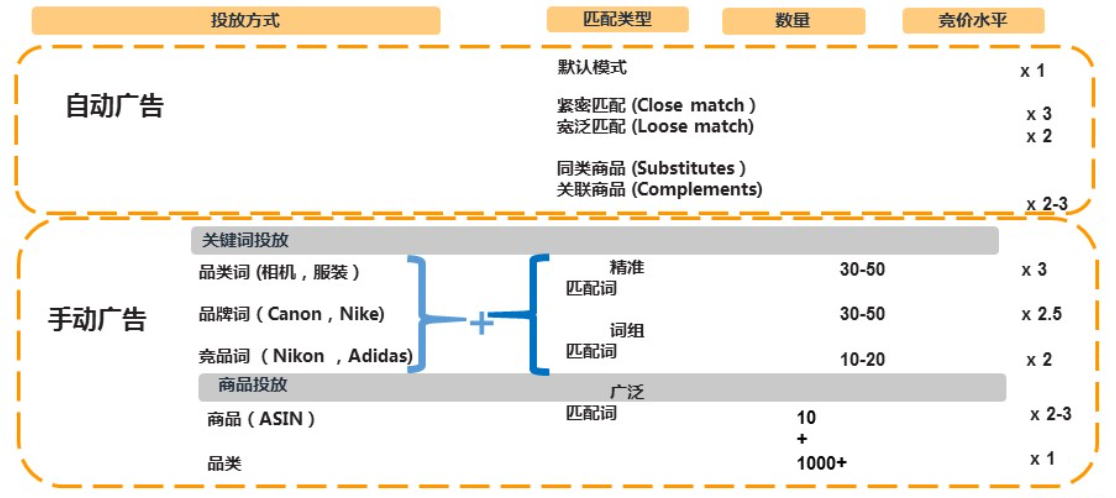 投放方式 匹配类型 数量 竞价水平
自动广告
默认模式 x 1
紧密匹配 (Close match ) x 3
宽泛匹配 (Loose match) x 2
同类商品 (Substitutes )
关联商品 (Complements)
x 2-3
手动广告
关键词投放
品类词 (相机，服装 ) 精准 30-50 x 3
匹配词
品牌词 ( Canon，Nike) 30-50 x 2.5
词组
匹配词
竞品词 ( Nikon ，Adidas) 10-20 x 2
+
商品投放
广泛
商品 ( ASIN ) 匹配词 10 x 2-3
+
品类 1000+ x 1